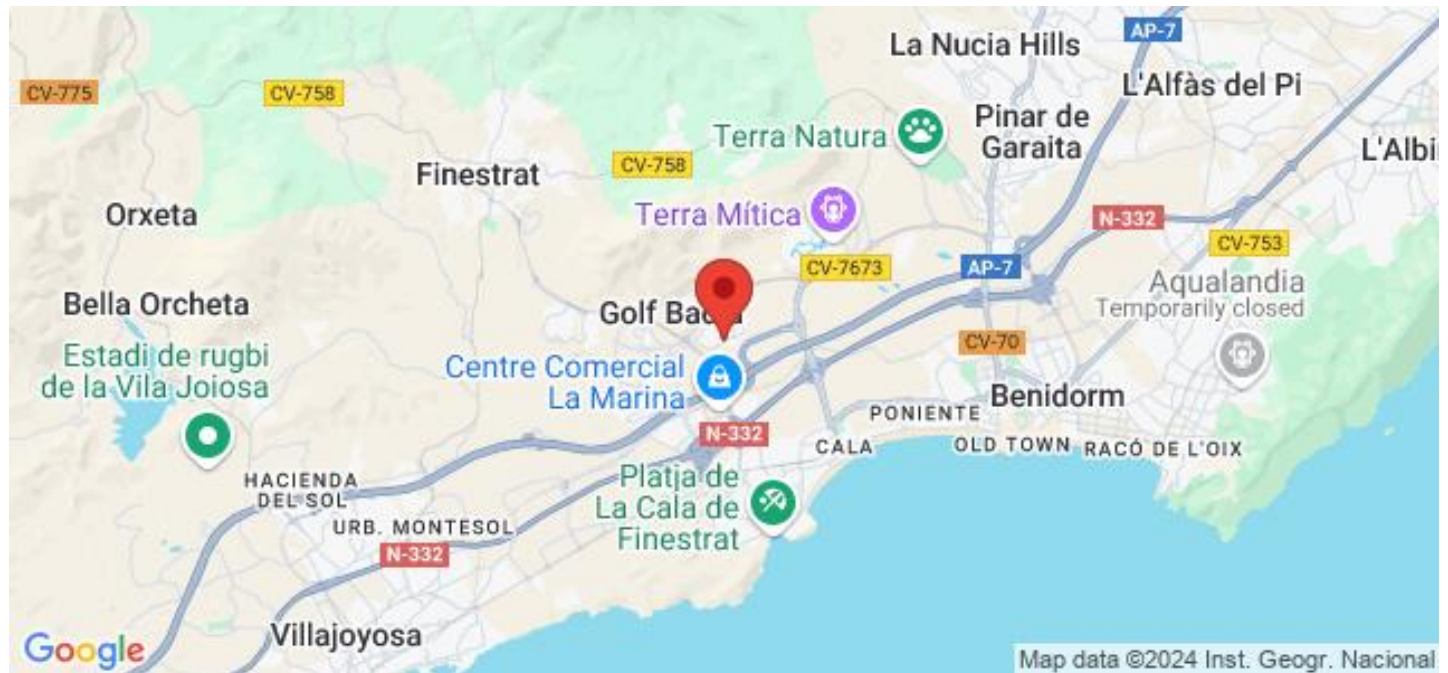 La Nucia Hills
AP-7
CV-775
CV-758
L'Alfàs del Pi
Terra Natura
Pinar de
Garaita
L'Albi
Finestrat
CV-758
Orxeta
Terra Mítica
N-332
CV-753
CV-7673
AP-7
Aqualandia
Temporarily closed
Bella Orcheta
Golf
Estadi de rugbi
de la Vila Joiosa
Centre Comercial
La Marina
CV-70
Benidorm
PONIENTE
N-332
CALA
OLD TOWN
RACÓ DE L'OIX
HACIENDA
DEL SOL
Platja de
La Cala de
Finestrat
URB. MONTESOL
N-332
Villajoyosa
Google
Map data ©2024 Inst. Geogr. Nacional